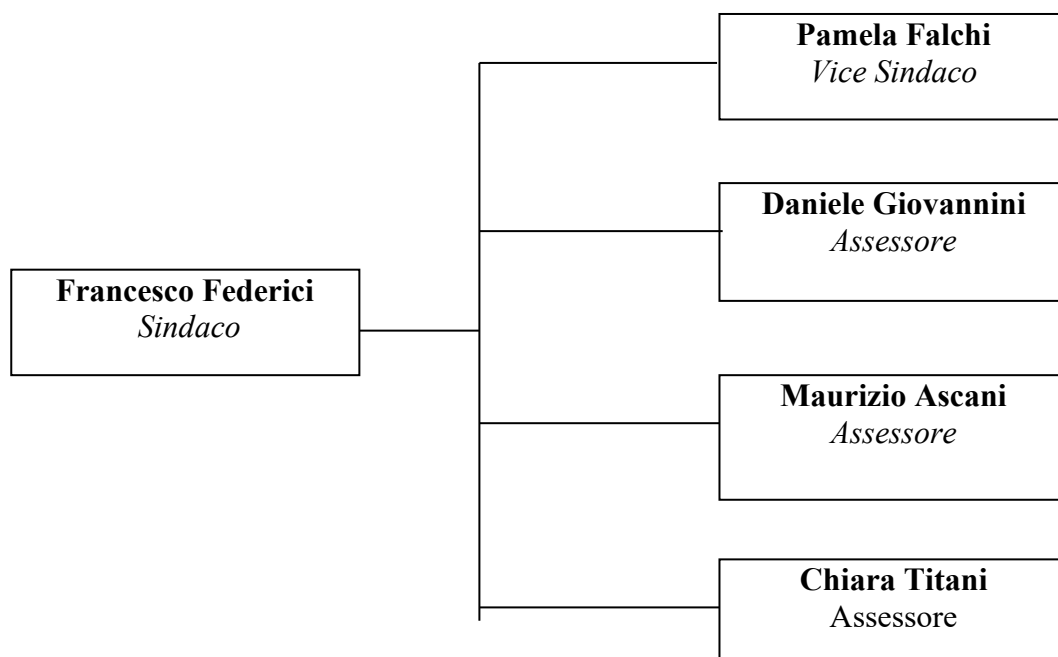 Pamela Falchi
Vice Sindaco
Daniele Giovannini
Assessore
Francesco Federici
Sindaco
Maurizio Ascani
Assessore
Chiara Titani
Assessore